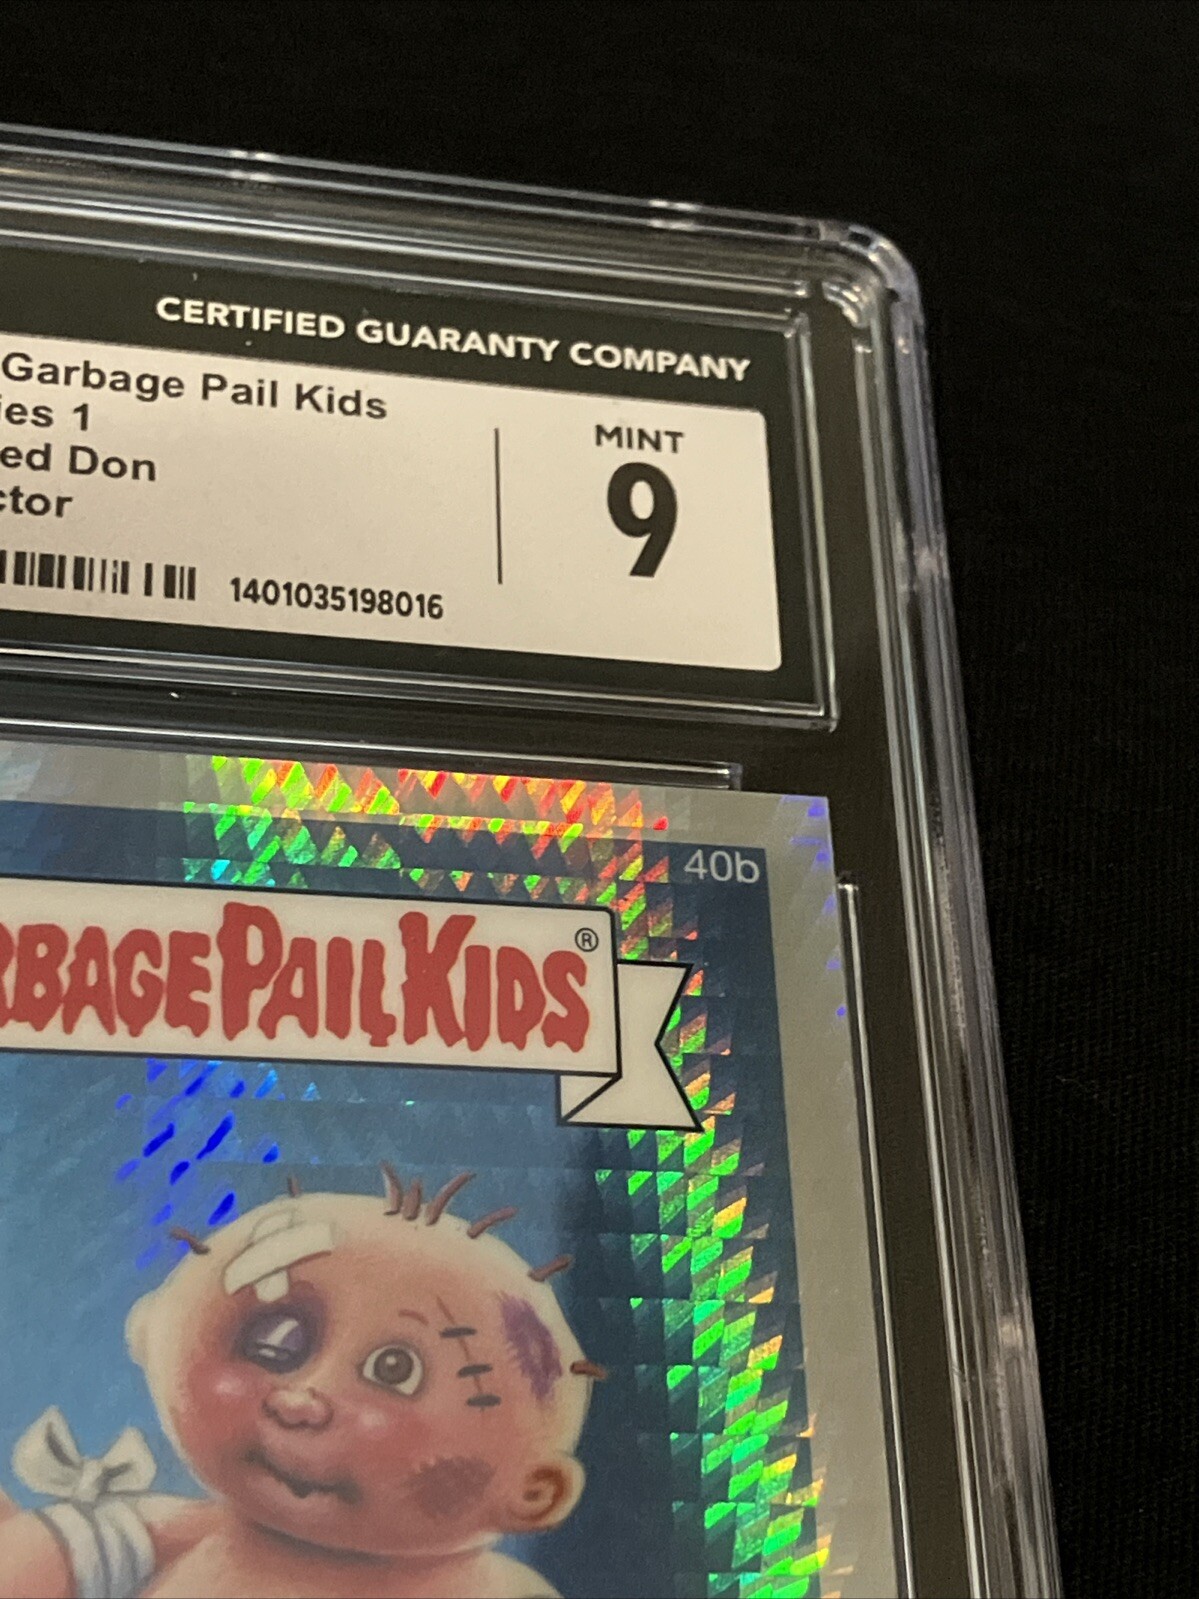 CERTIFIED GUARANTY COMPANY
Garbage Pail Kids
ies 1
ed Don
ctor
MINT
9
1401035198016
40b
RBAGE PAIL KIDS®